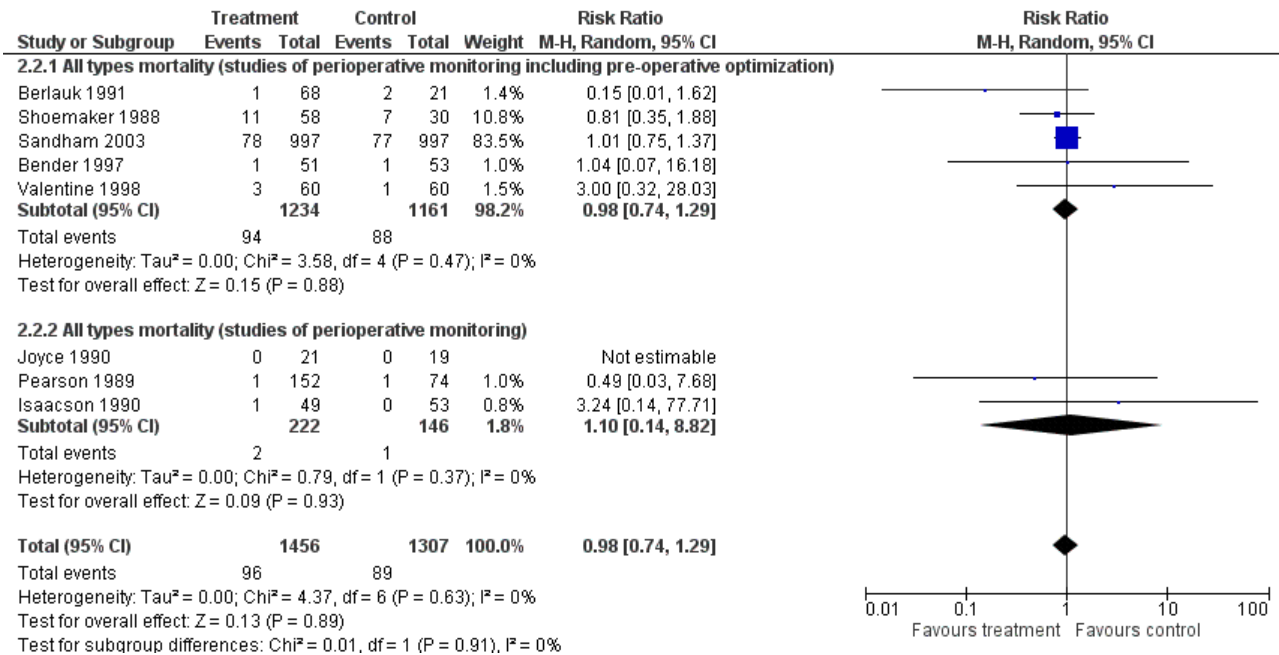 Treatment Control Risk Ratio Risk Ratio
Study or Subgroup Events Total Events Total Weight M-H, Random, 95% CI M-H, Random, 95% CI
2.2.1 All types mortality (studies of perioperative monitoring including pre-operative optimization)
Berlauk 1991 1 68 2 21 1.4% 0.15 [0.01, 1.62]
Shoemaker 1988 11 58 7 30 10.8% 0.81 [0.35, 1.88]
Sandham 2003 78 997 77 997 83.5% 1.01 [0.75, 1.37]
Bender 1997 1 51 1 53 1.0% 1.04 [0.07, 16.18]
Valentine 1998 3 60 1 60 1.5% 3.00 [0.32, 28.03]
Subtotal (95% CI) 1234 1161 98.2% 0.98 [0.74, 1.29]
Total events 94 88
Heterogeneity: Tau² = 0.00; Chi² = 3.58, df = 4 (P = 0.47); I² = 0%
Test for overall effect: Z = 0.15 (P = 0.88)
2.2.2 All types mortality (studies of perioperative monitoring)
Joyce 1990 0 21 0 19 Not estimable
Pearson 1989 1 152 1 74 1.0% 0.49 [0.03, 7.68]
Isaacson 1990 1 49 0 53 0.8% 3.24 [0.14, 77.71]
Subtotal (95% CI) 222 146 1.8% 1.10 [0.14, 8.82]
Total events 2 1
Heterogeneity: Tau² = 0.00; Chi² = 0.79, df = 1 (P = 0.37); I² = 0%
Test for overall effect: Z = 0.09 (P = 0.93)
Total (95% CI) 1456 1307 100.0% 0.98 [0.74, 1.29]
Total events 96 89
Heterogeneity: Tau² = 0.00; Chi² = 4.37, df = 6 (P = 0.63); I² = 0%
Test for overall effect: Z = 0.13 (P = 0.89)
Test for subgroup differences: Chi² = 0.01, df = 1 (P = 0.91), I² = 0%
0.01 0.1 1 10 100
Favours treatment Favours control